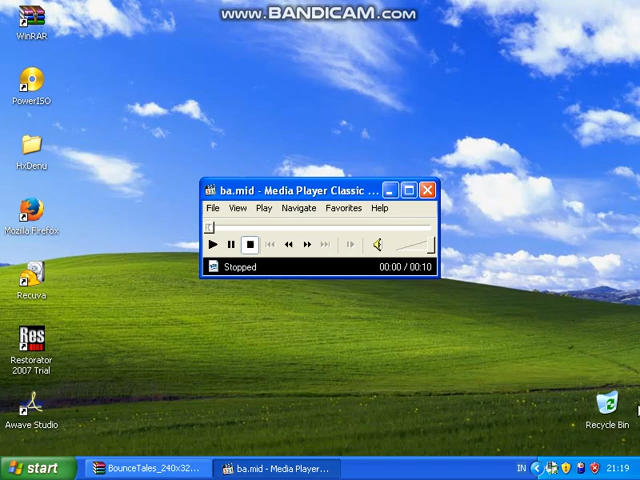 www.BANDICAM.com
WinRAR
PowerISO
HxDenu
Mozilla Firefox
Recuva
Res
Restorator
2007 Trial
Awave Studio
ba.mid - Media Player Classic ...
File View Play Navigate Favorites Help
Stopped 00:00 / 00:10
Recycle Bin
start BounceTales_240x32... ba.mid - Media Player... IN 21:19